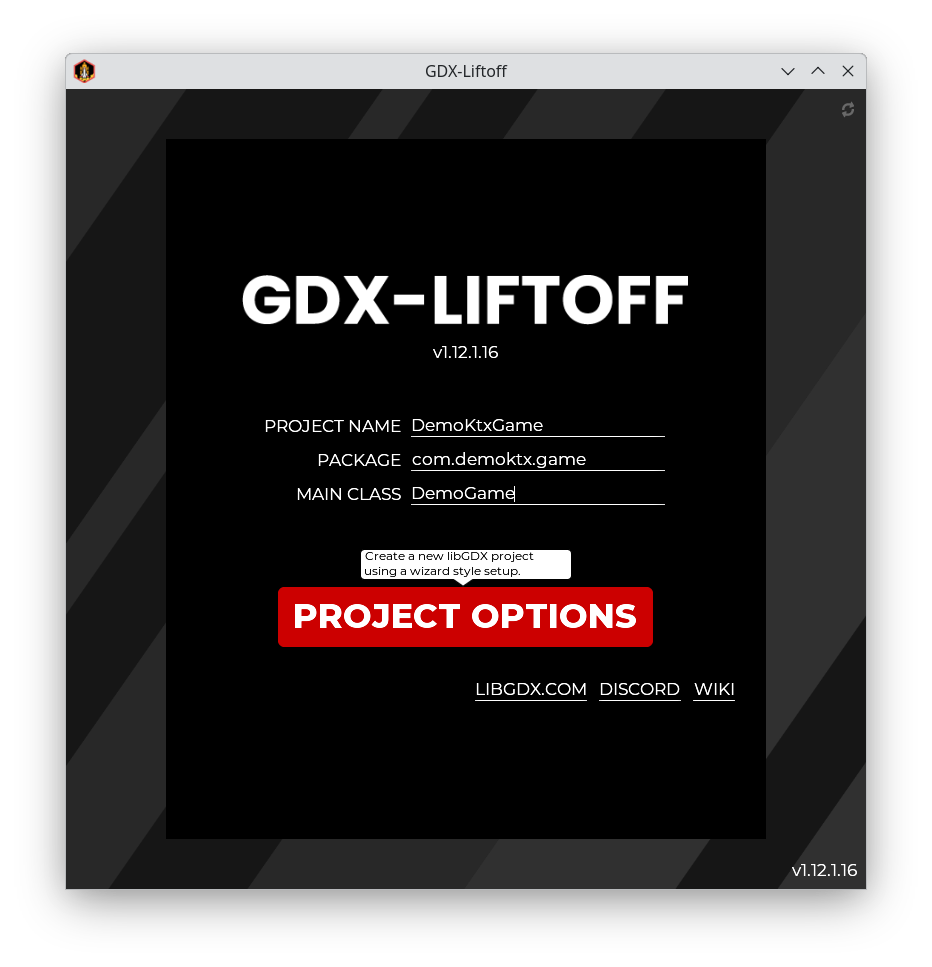 GDX-Liftoff
GDX-LIFTOFF
v1.12.1.16
PROJECT NAME DemoKtxGame
PACKAGE com.demoktx.game
MAIN CLASS DemoGame
Create a new libGDX project
using a wizard style setup.
PROJECT OPTIONS
LIBGDX.COM DISCORD WIKI
v1.12.1.16